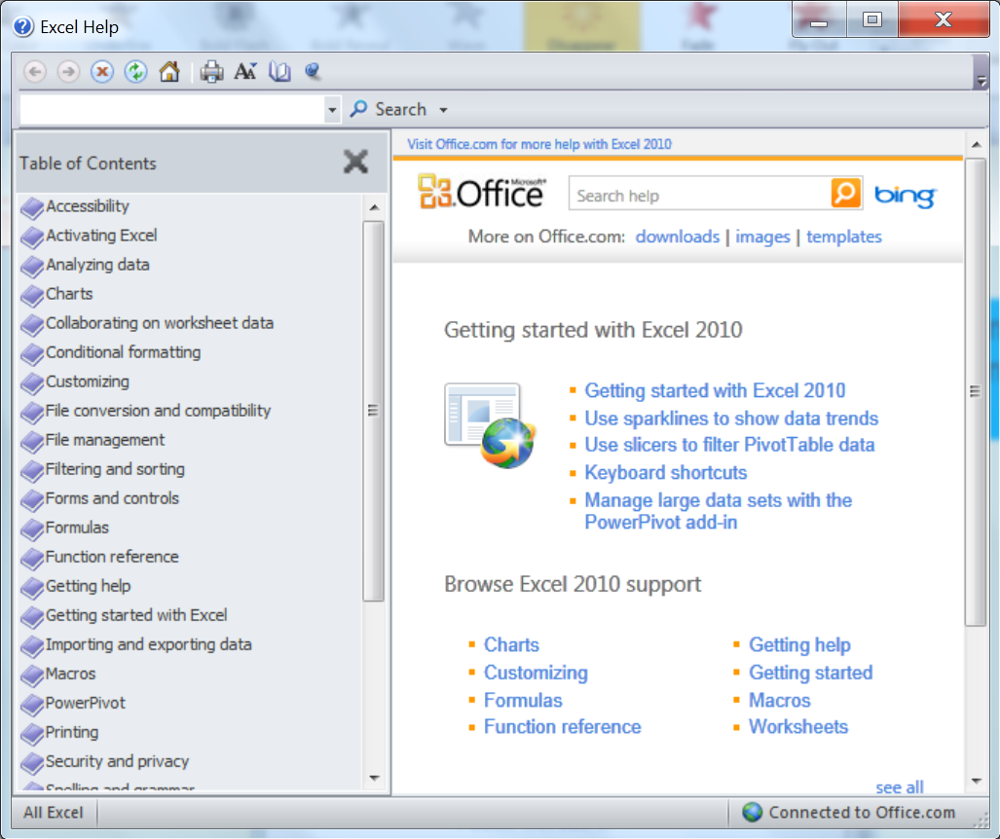 Excel Help
Search
Table of Contents
Accessibility
Activating Excel
Analyzing data
Charts
Collaborating on worksheet data
Conditional formatting
Customizing
File conversion and compatibility
File management
Filtering and sorting
Forms and controls
Formulas
Function reference
Getting help
Getting started with Excel
Importing and exporting data
Macros
PowerPivot
Printing
Security and privacy
Spelling and grammar
Visit Office.com for more help with Excel 2010
Microsoft®
Office
Search help
bing
More on Office.com: downloads | images | templates
Getting started with Excel 2010
Getting started with Excel 2010
Use sparklines to show data trends
Use slicers to filter PivotTable data
Keyboard shortcuts
Manage large data sets with the
PowerPivot add-in
Browse Excel 2010 support
Charts
Customizing
Formulas
Function reference
Getting help
Getting started
Macros
Worksheets
see all
All Excel
Connected to Office.com